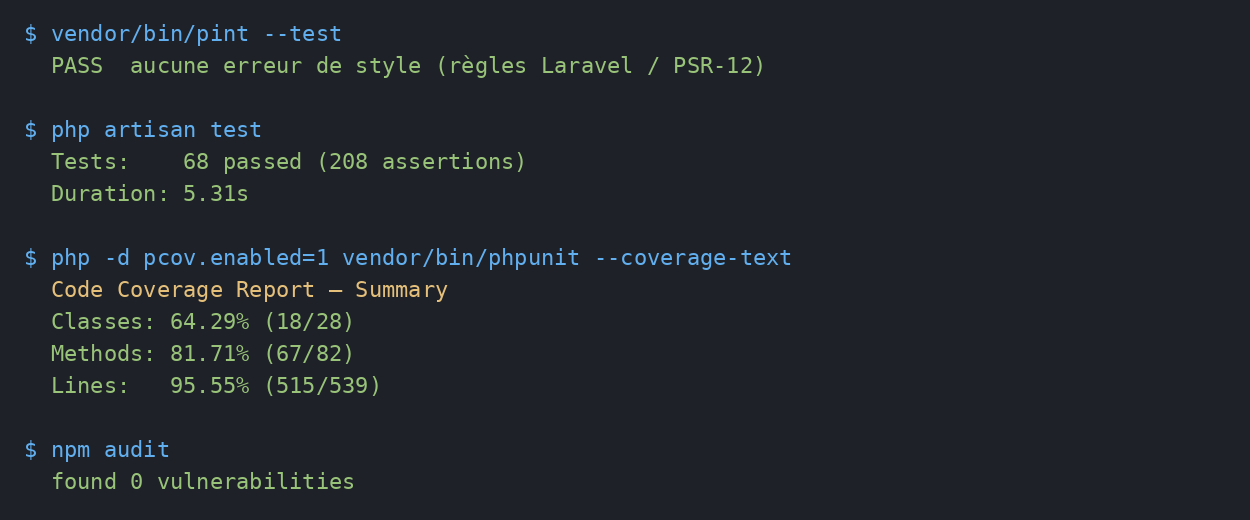 $ vendor/bin/pint --test
PASS  aucune erreur de style (règles Laravel / PSR-12)
$ php artisan test
Tests:    68 passed (208 assertions)
Duration: 5.31s
$ php -d pcov.enabled=1 vendor/bin/phpunit --coverage-text
Code Coverage Report — Summary
Classes: 64.29% (18/28)
Methods: 81.71% (67/82)
Lines:   95.55% (515/539)
$ npm audit
found 0 vulnerabilities